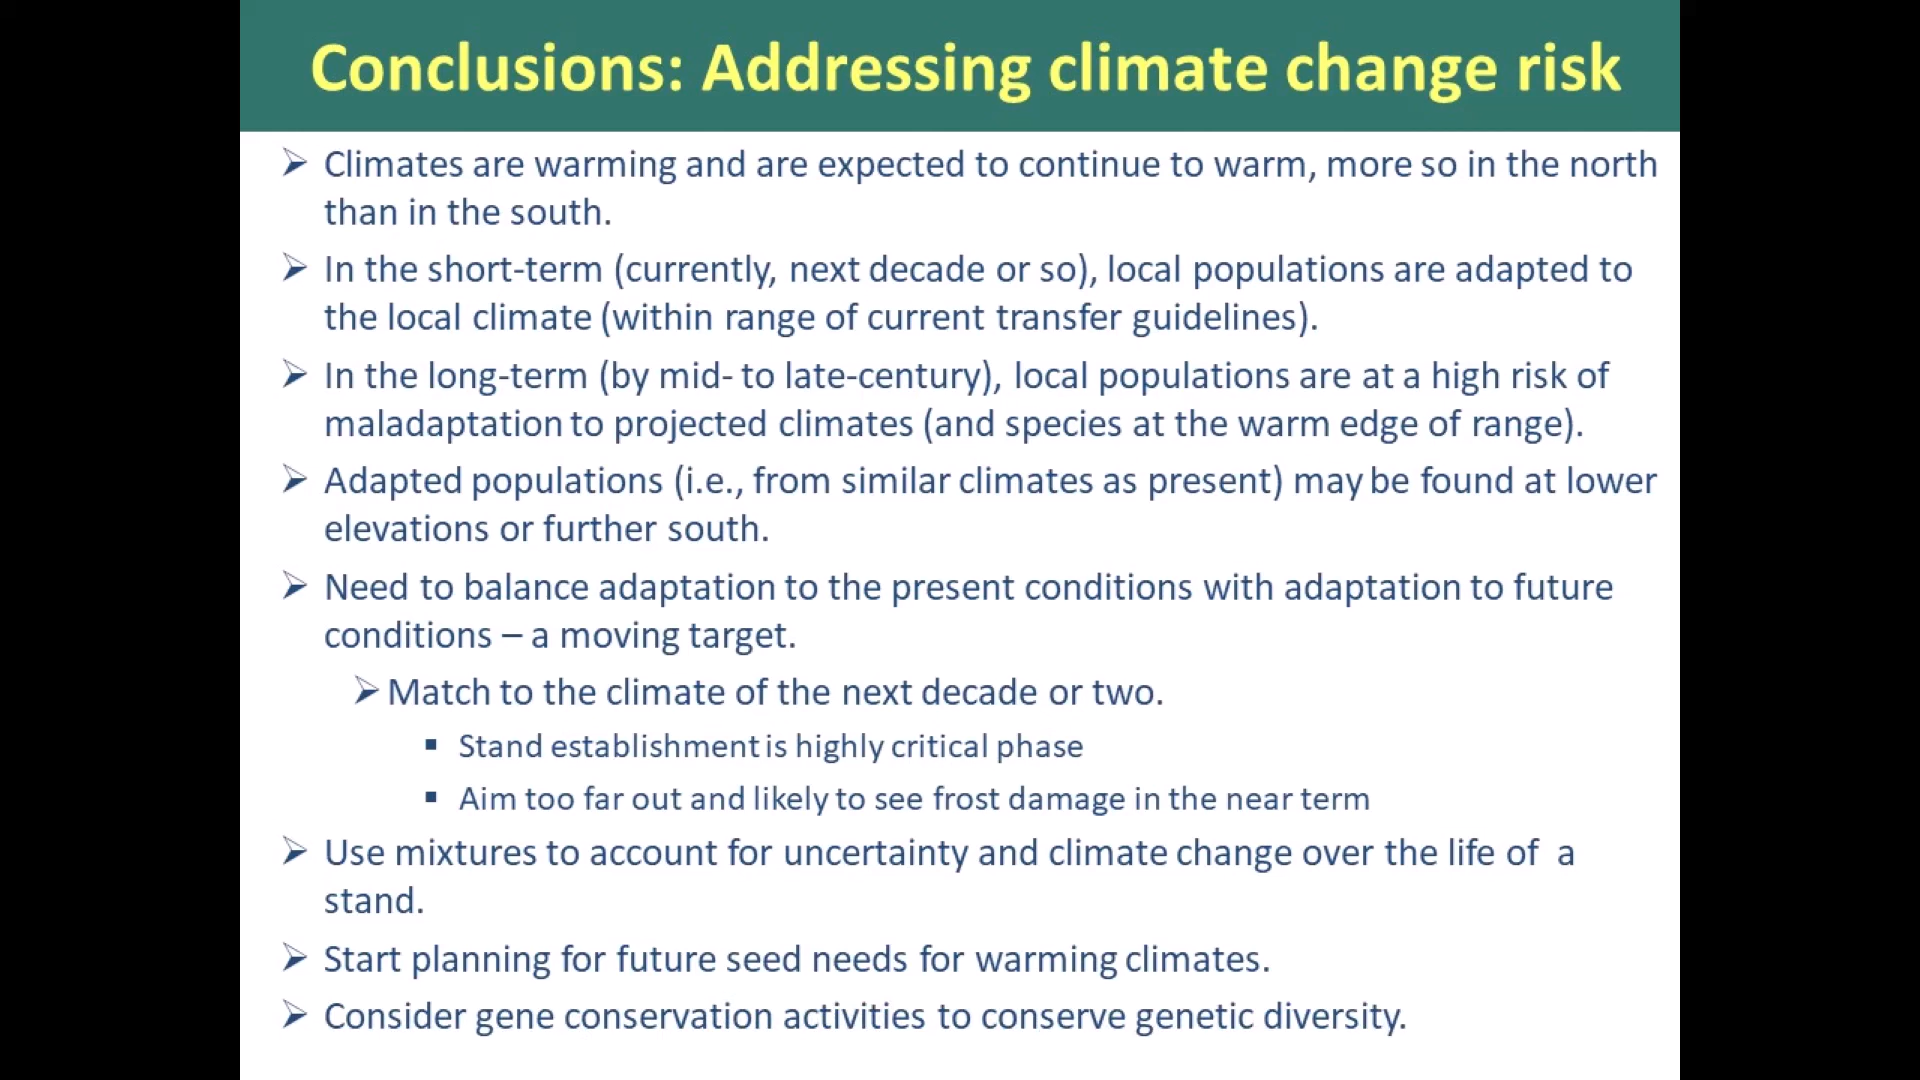 Conclusions: Addressing climate change risk
➢ Climates are warming and are expected to continue to warm, more so in the north
than in the south.
➢ In the short-term (currently, next decade or so), local populations are adapted to
the local climate (within range of current transfer guidelines).
➢ In the long-term (by mid- to late-century), local populations are at a high risk of
maladaptation to projected climates (and species at the warm edge of range).
➢ Adapted populations (i.e., from similar climates as present) may be found at lower
elevations or further south.
➢ Need to balance adaptation to the present conditions with adaptation to future
conditions – a moving target.
➢ Match to the climate of the next decade or two.
▪ Stand establishment is highly critical phase
▪ Aim too far out and likely to see frost damage in the near term
➢ Use mixtures to account for uncertainty and climate change over the life of a
stand.
➢ Start planning for future seed needs for warming climates.
➢ Consider gene conservation activities to conserve genetic diversity.